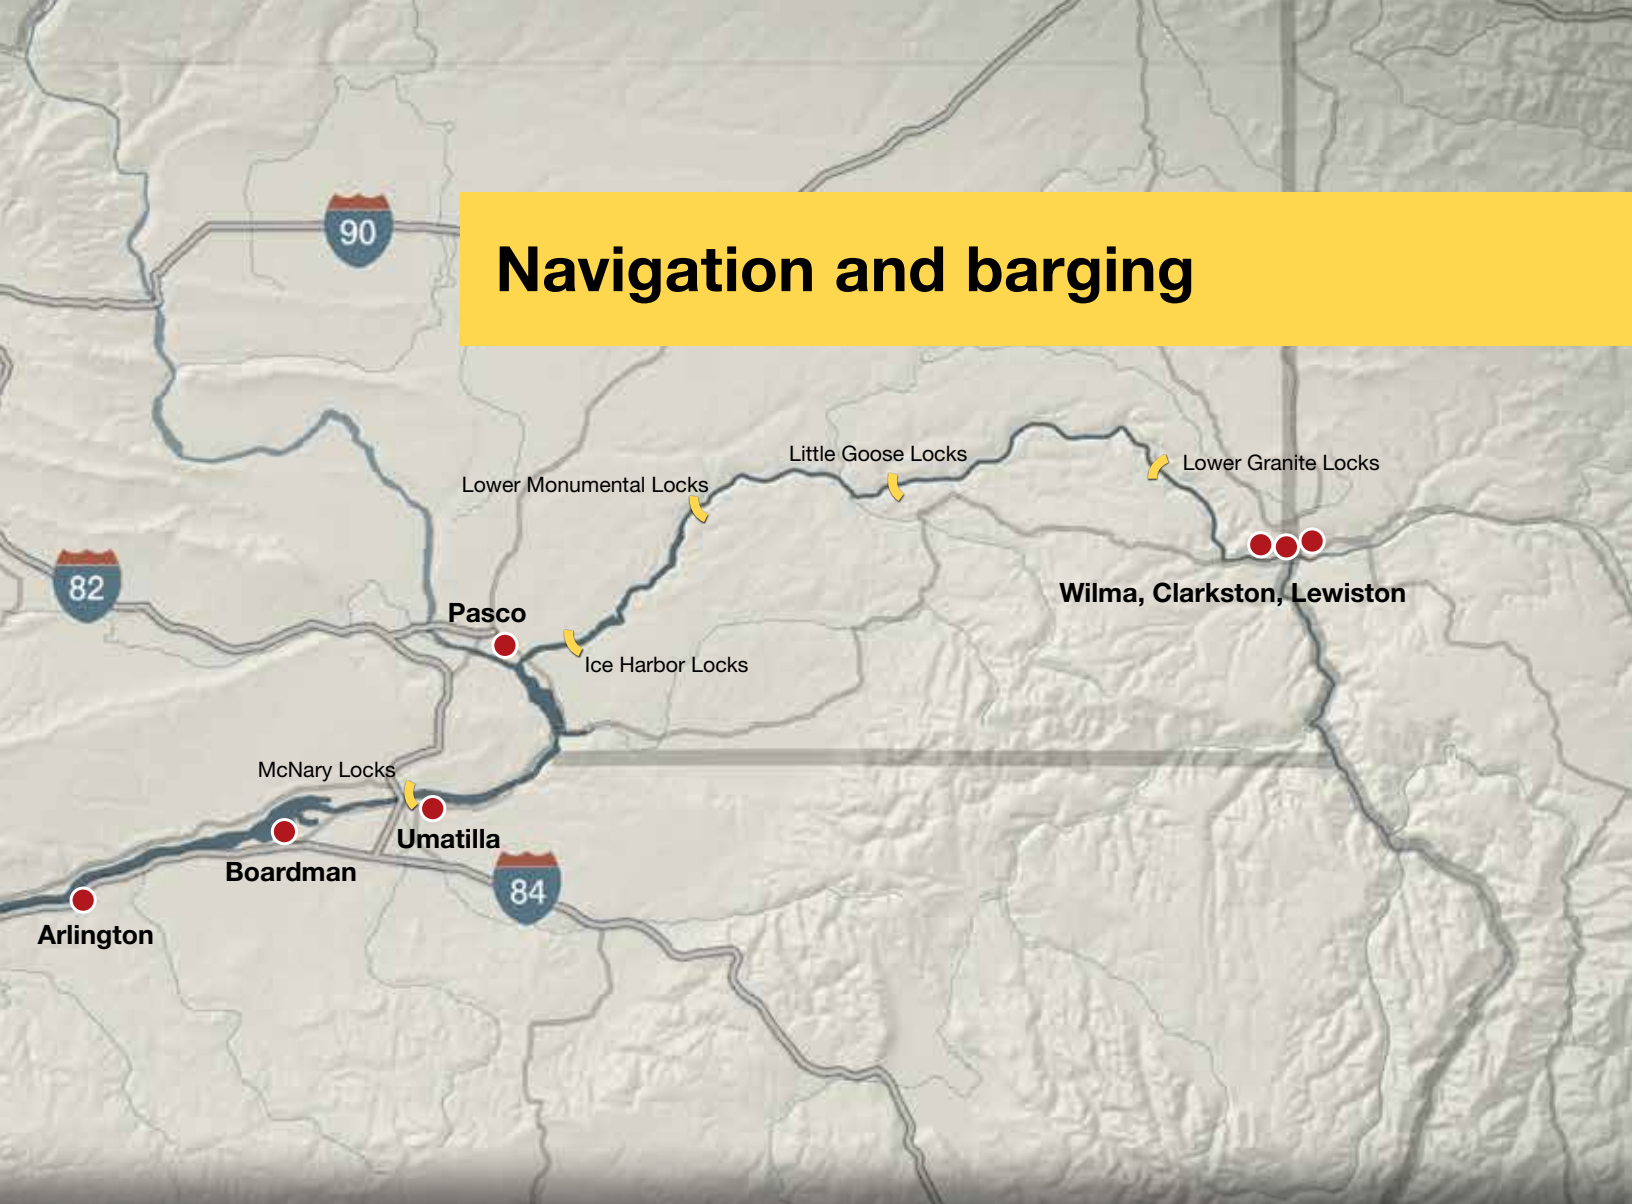 90
Navigation and barging
Little Goose Locks
Lower Granite Locks
Lower Monumental Locks
82
Wilma, Clarkston, Lewiston
Pasco
Ice Harbor Locks
McNary Locks
Umatilla
Boardman
84
Arlington